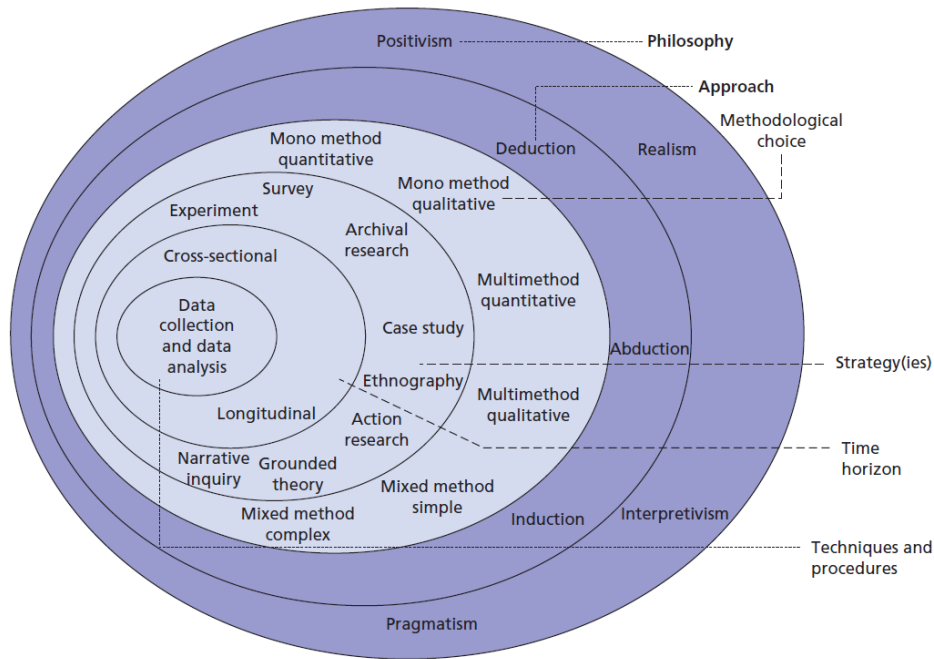 Positivism
Philosophy
Approach
Methodological
choice
Deduction
Realism
Mono method
quantitative
Mono method
qualitative
Survey
Experiment
Archival
research
Cross-sectional
Multimethod
quantitative
Data
collection
and data
analysis
Case study
Abduction
Strategy(ies)
Ethnography
Multimethod
qualitative
Longitudinal
Action
research
Time
horizon
Narrative
inquiry
Grounded
theory
Mixed method
simple
Mixed method
complex
Induction
Interpretivism
Techniques and
procedures
Pragmatism